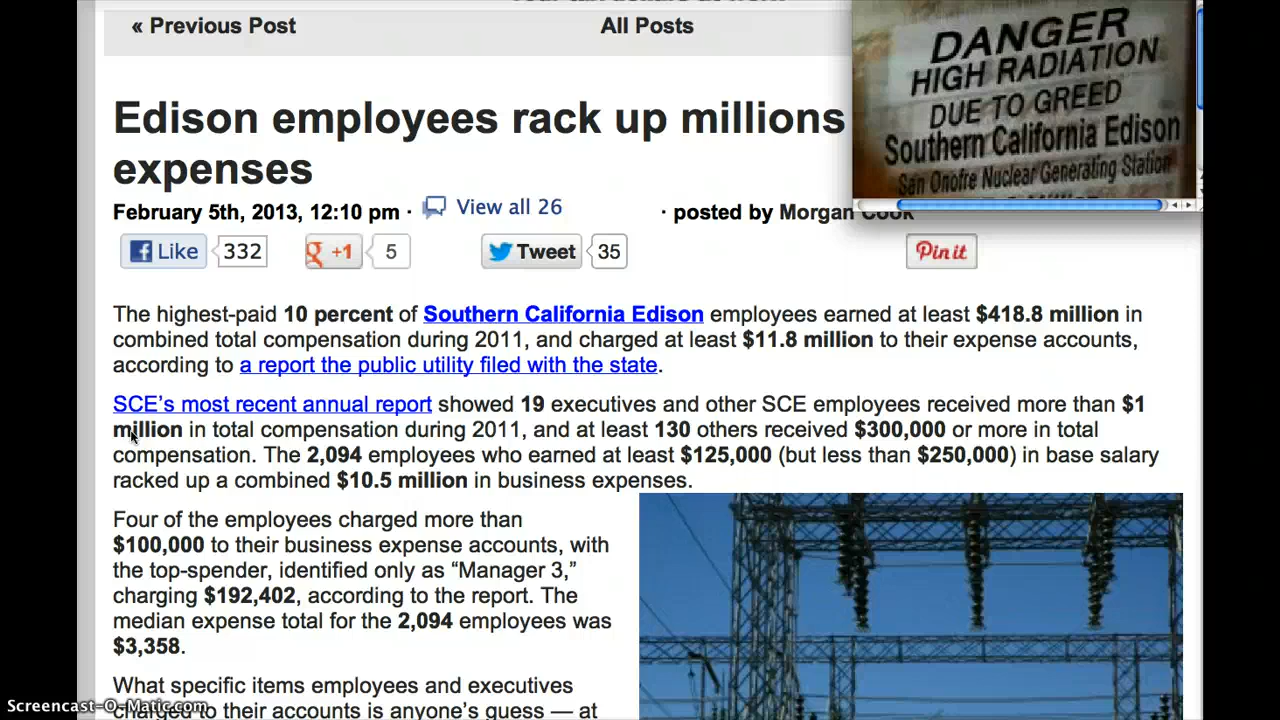 « Previous Post
All Posts
DANGER
HIGH RADIATION
DUE TO GREED
Southern California Edison
San Onofre Nuclear Generating Station
Edison employees rack up millions
expenses
February 5th, 2013, 12:10 pm · View all 26 · posted by Morgan Cook
Like 332 +1 5 Tweet 35 Pin it
The highest-paid 10 percent of Southern California Edison employees earned at least $418.8 million in
combined total compensation during 2011, and charged at least $11.8 million to their expense accounts,
according to a report the public utility filed with the state.
SCE’s most recent annual report showed 19 executives and other SCE employees received more than $1
million in total compensation during 2011, and at least 130 others received $300,000 or more in total
compensation. The 2,094 employees who earned at least $125,000 (but less than $250,000) in base salary
racked up a combined $10.5 million in business expenses.
Four of the employees charged more than
$100,000 to their business expense accounts, with
the top-spender, identified only as “Manager 3,”
charging $192,402, according to the report. The
median expense total for the 2,094 employees was
$3,358.
What specific items employees and executives
charged to their accounts is anyone’s guess — at
Screencast-O-Matic.com